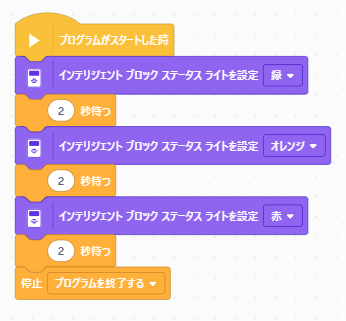 プログラムがスタートした時
インテリジェント ブロック ステータス ライトを設定 緑
2 秒待つ
インテリジェント ブロック ステータス ライトを設定 オレンジ
2 秒待つ
インテリジェント ブロック ステータス ライトを設定 赤
2 秒待つ
停止 プログラムを終了する